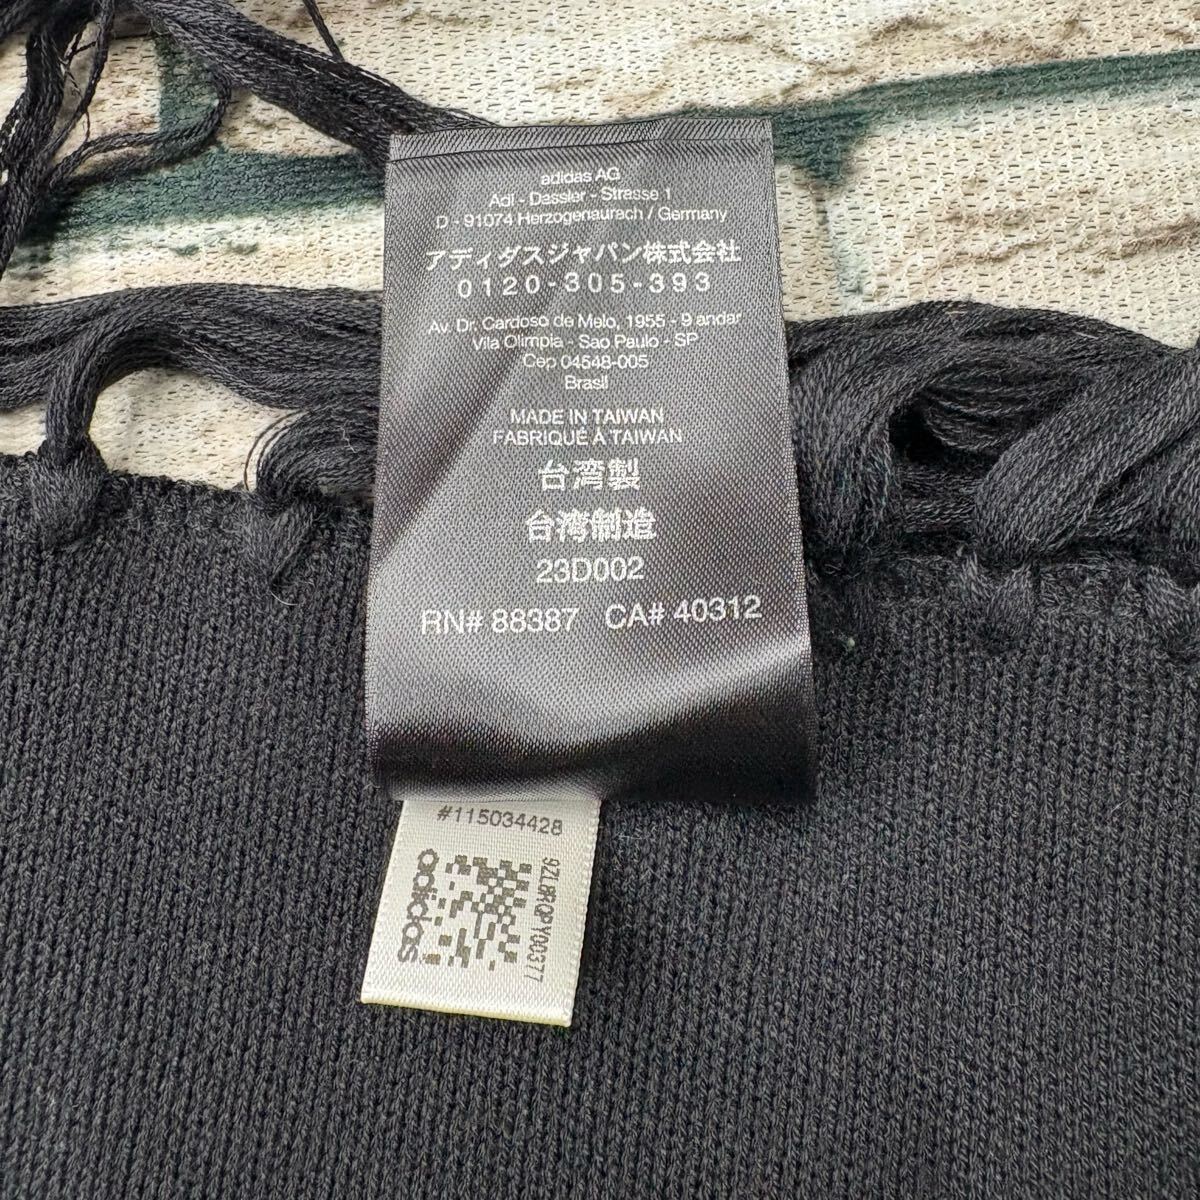 adidas AG
Adi - Dassler - Strasse 1
D - 91074 Herzogenaurach / Germany
アディダスジャパン株式会社
0120-305-393
Av. Dr. Cardoso de Melo, 1955 - 9 andar
Vila Olimpia - Sao Paulo - SP
Cep 04548-005
Brasil
MADE IN TAIWAN
FABRIQUÉ À TAIWAN
台湾製
台湾制造
23D002
RN# 88387 CA# 40312
#115034428
adidas
9ZL8RQPY00377